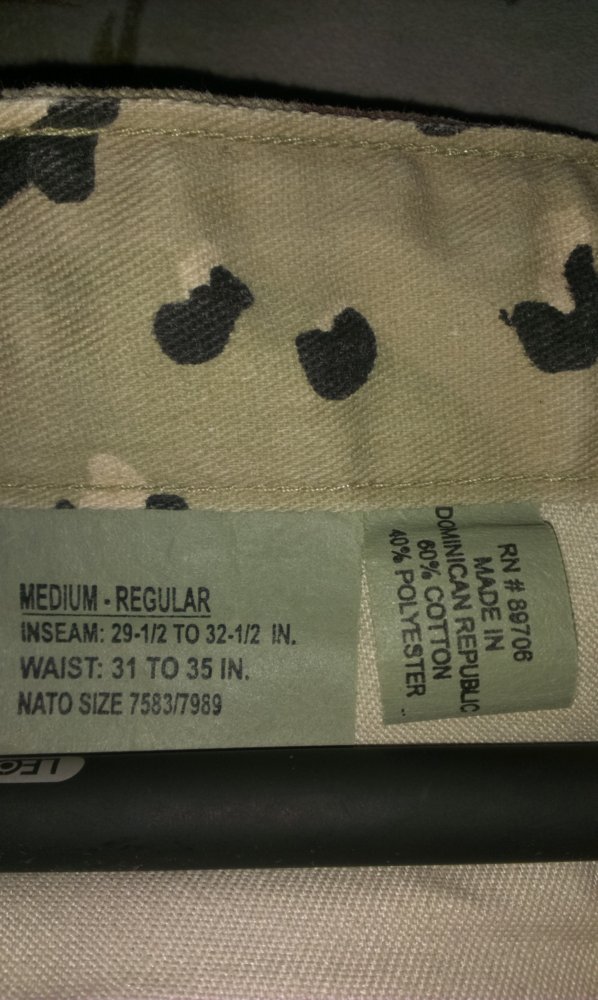 MEDIUM - REGULAR
INSEAM: 29-1/2 TO 32-1/2 IN.
WAIST: 31 TO 35 IN.
NATO SIZE 7583/7989
RN # 89706
MADE IN
DOMINICAN REPUBLIC
60% COTTON
40% POLYESTER